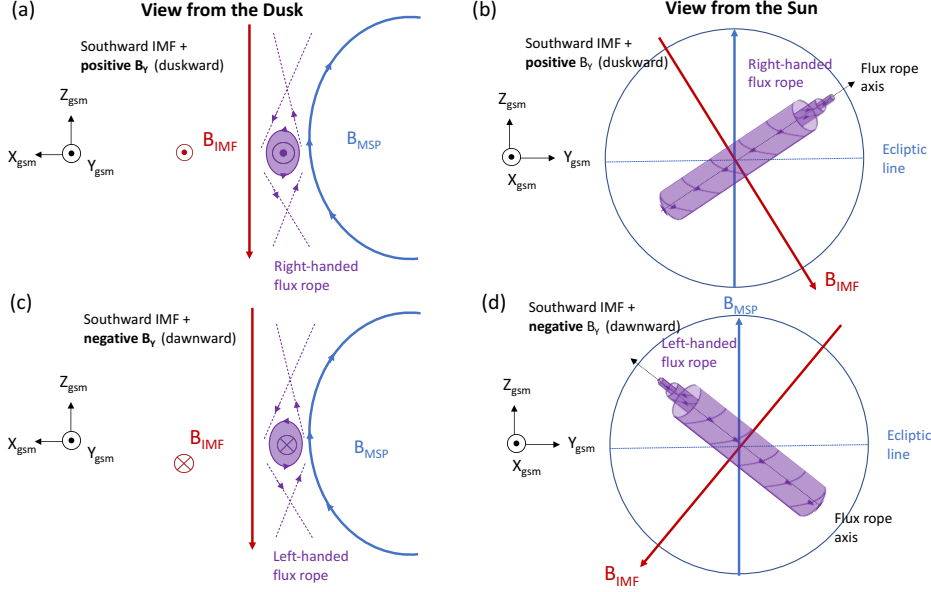 (a)
View from the Dusk
Southward IMF +
positive BY (duskward)
Zgsm
Xgsm
Ygsm
BIMF
BMSP
Right-handed
flux rope
(b)
View from the Sun
Southward IMF +
positive BY (duskward)
Right-handed
flux rope
Flux rope
axis
Zgsm
Ygsm
Xgsm
Ecliptic
line
BIMF
(c)
Southward IMF +
negative BY (dawnward)
Zgsm
Xgsm
Ygsm
BIMF
BMSP
Left-handed
flux rope
(d)
Southward IMF +
negative BY (dawnward)
BMSP
Left-handed
flux rope
Zgsm
Ygsm
Xgsm
Ecliptic
line
Flux rope
axis
BIMF